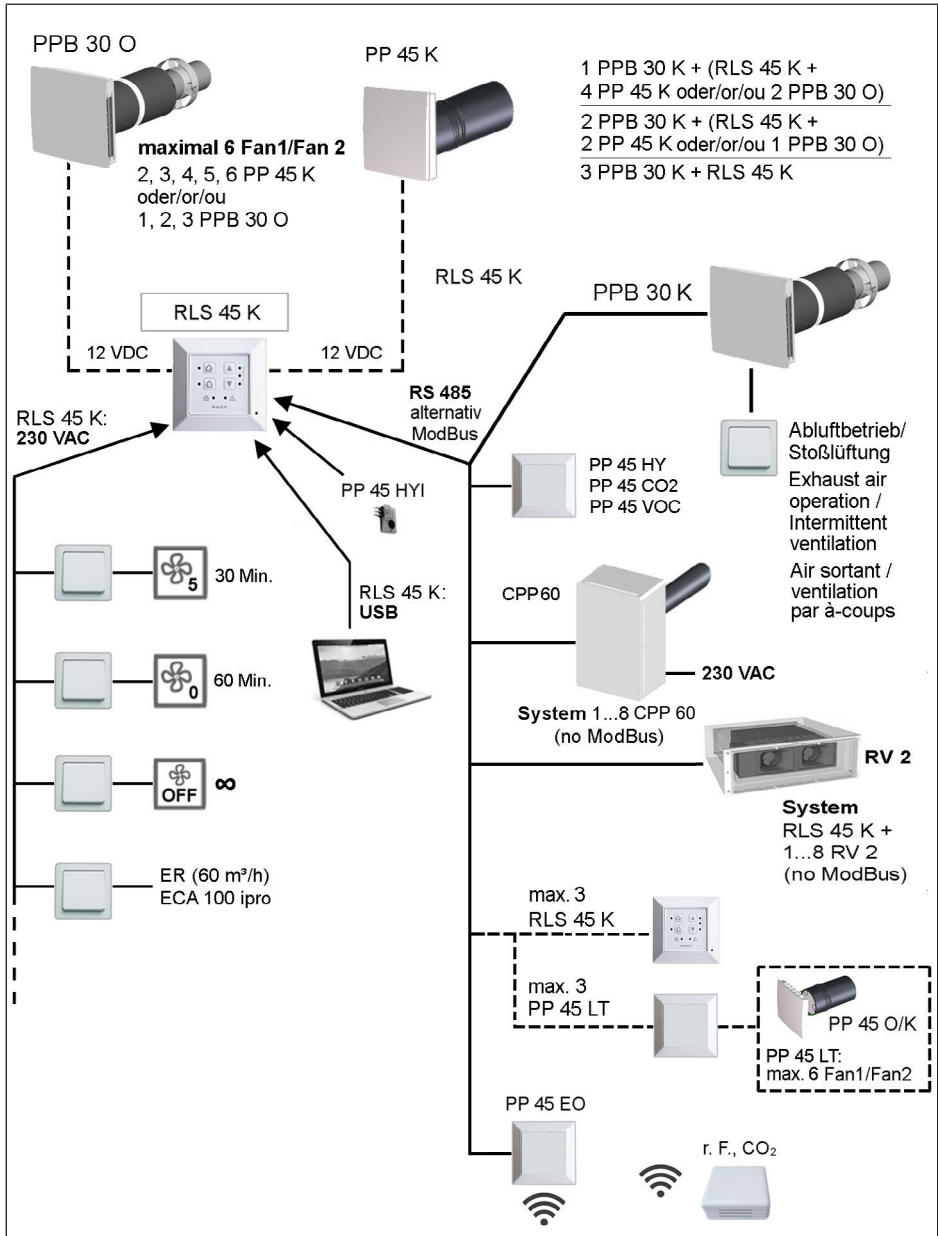 PPB 30 O
PP 45 K
1 PPB 30 K + (RLS 45 K +
4 PP 45 K oder/or/ou 2 PPB 30 O)
2 PPB 30 K + (RLS 45 K +
2 PP 45 K oder/or/ou 1 PPB 30 O)
3 PPB 30 K + RLS 45 K
maximal 6 Fan1/Fan 2
2, 3, 4, 5, 6 PP 45 K
oder/or/ou
1, 2, 3 PPB 30 O
RLS 45 K
RLS 45 K
PPB 30 K
12 VDC
12 VDC
RLS 45 K:
230 VAC
RS 485
alternativ
ModBus
PP 45 HYI
RLS 45 K:
USB
PP 45 HY
PP 45 CO2
PP 45 VOC
Abluftbetrieb/
Stoßlüftung
Exhaust air
operation /
Intermittent
ventilation
Air sortant /
ventilation
par à-coups
5
30 Min.
0
60 Min.
OFF
∞
ER (60 m³/h)
ECA 100 ipro
CPP60
230 VAC
System 1...8 CPP 60
(no ModBus)
RV 2
System
RLS 45 K +
1...8 RV 2
(no ModBus)
max. 3
RLS 45 K
max. 3
PP 45 LT
PP 45 O/K
PP 45 LT:
max. 6 Fan1/Fan2
PP 45 EO
r. F., CO₂